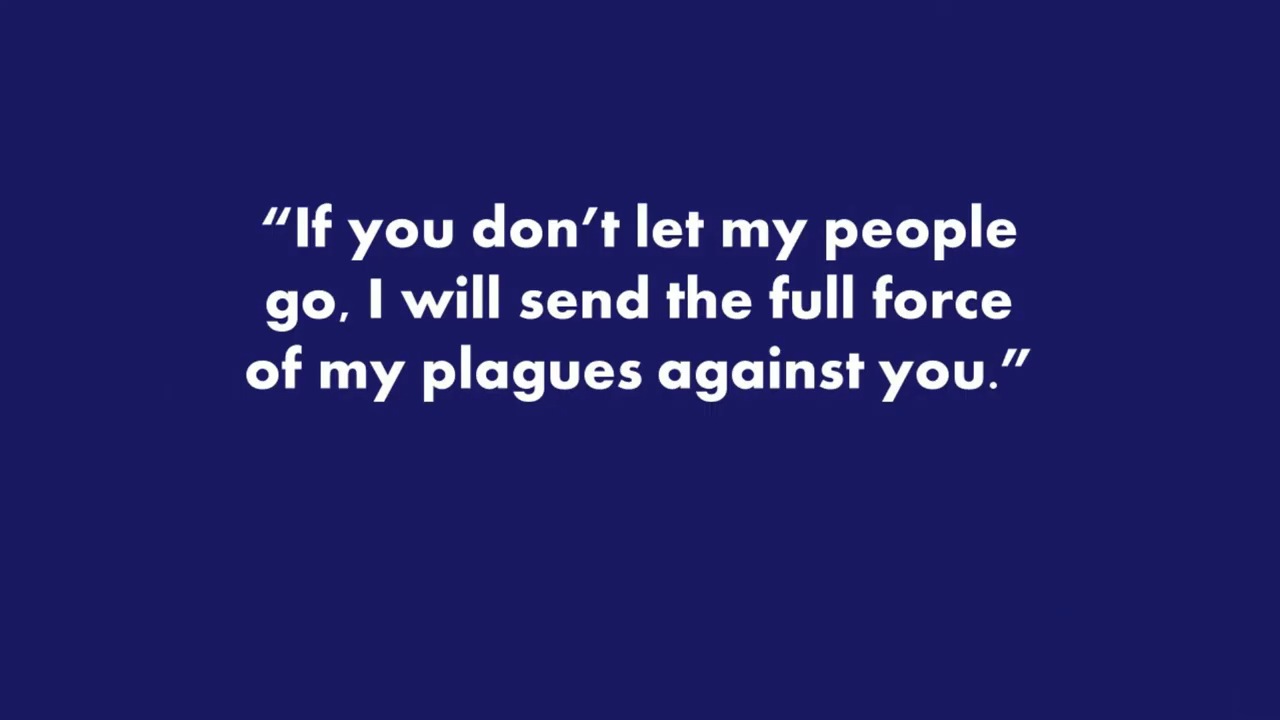 “If you don’t let my people
go, I will send the full force
of my plagues against you.”